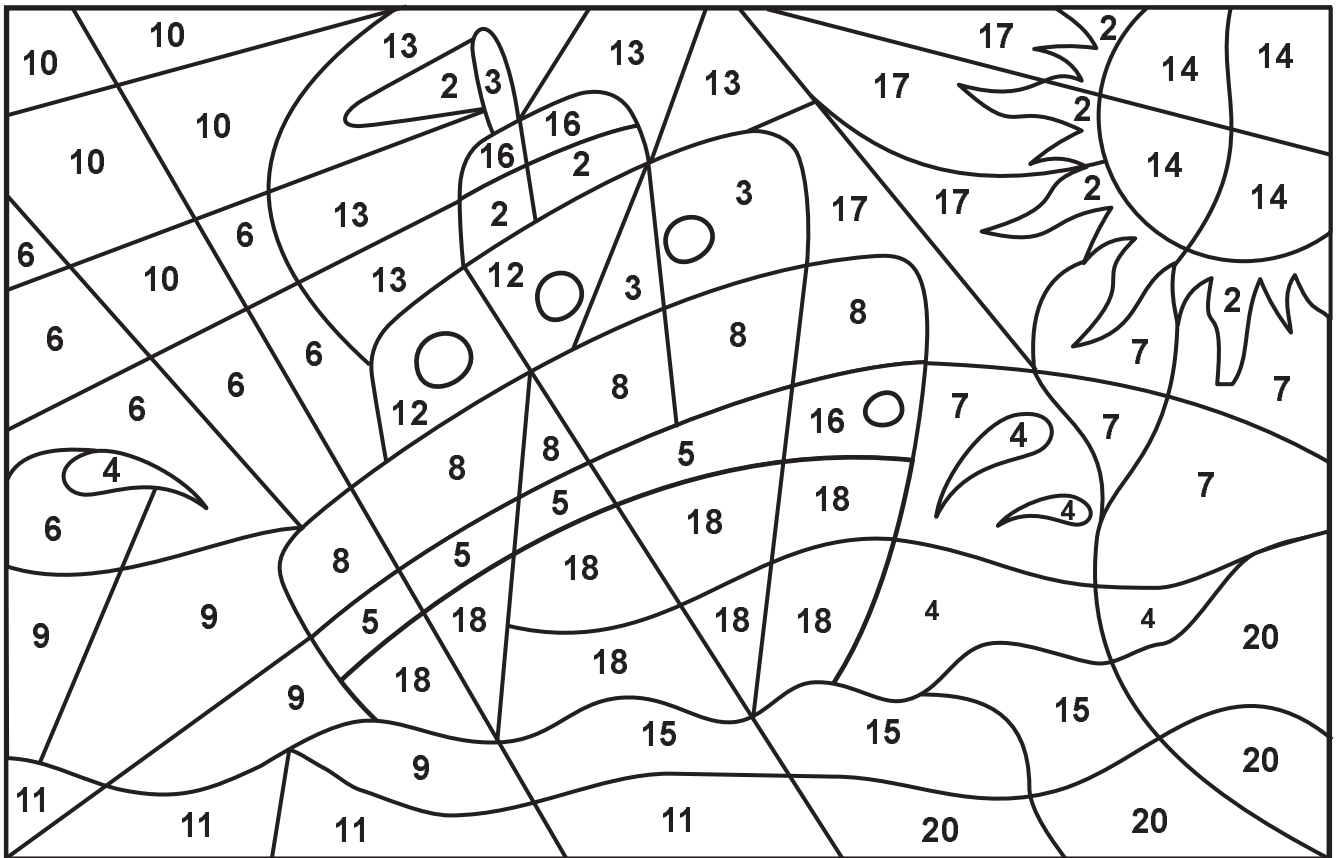 10 10 13 13 17 2 14 14
2 3 13 17
10 10 16 2 14
16 2 2 14
13 2 3 17 17
6 6 10 13 12 3 2
6 6 8 8 7
6 6 12 8 16 7 4 7 7
4 8 8 5 7
6 5 18 18 4
8 5 18
9 9 5 18 18 18 4 4 20
9 18 18 15 15 15
11 9 20
11 11 11 20 20